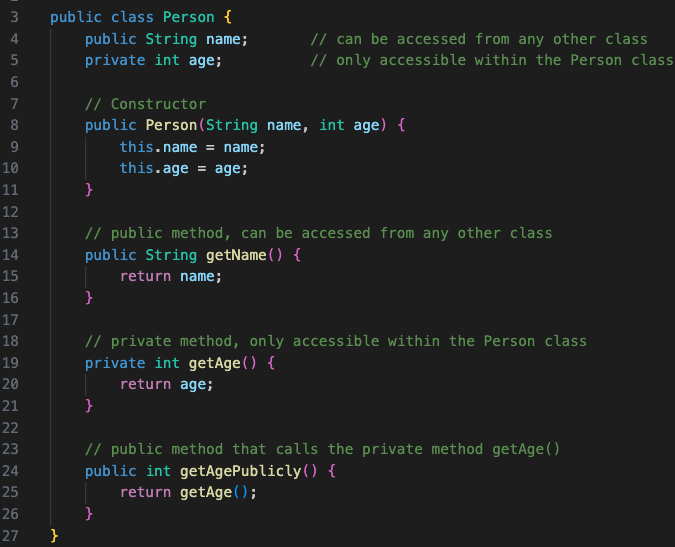 3 public class Person {
4     public String name;       // can be accessed from any other class
5     private int age;          // only accessible within the Person class
6
7     // Constructor
8     public Person(String name, int age) {
9         this.name = name;
10         this.age = age;
11     }
12
13     // public method, can be accessed from any other class
14     public String getName() {
15         return name;
16     }
17
18     // private method, only accessible within the Person class
19     private int getAge() {
20         return age;
21     }
22
23     // public method that calls the private method getAge()
24     public int getAgePublicly() {
25         return getAge();
26     }
27 }